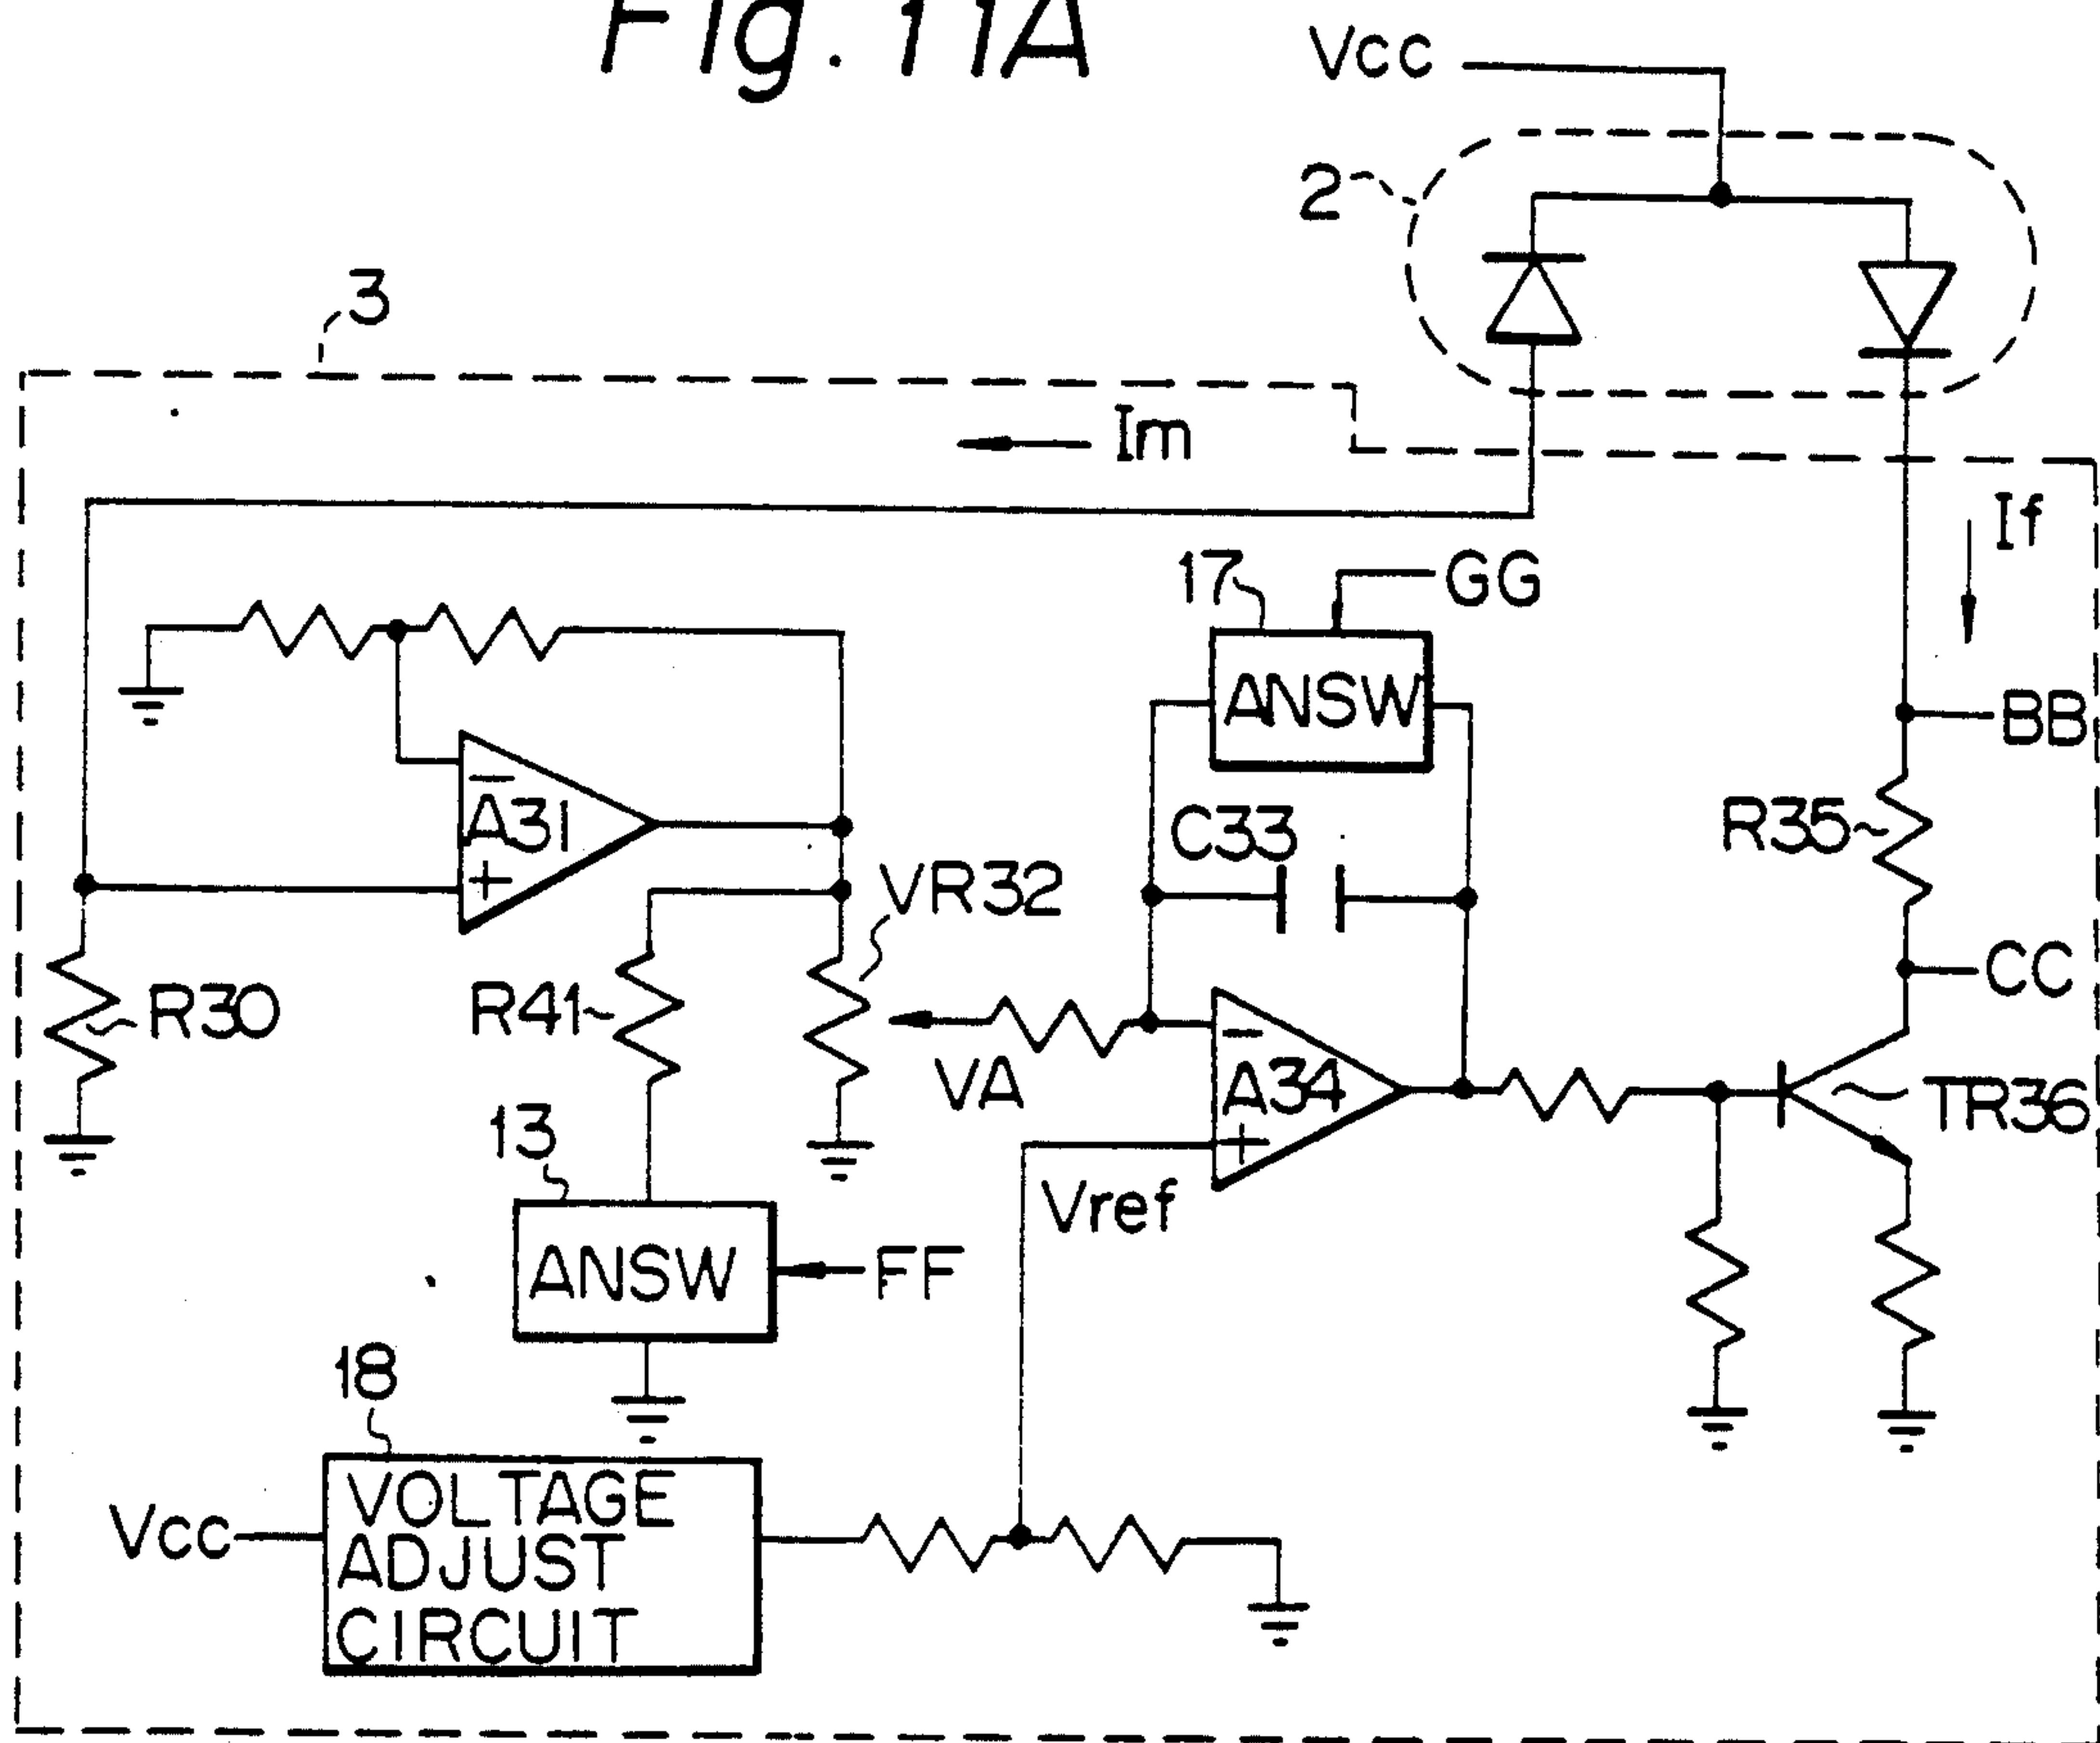 Fig. 11A
Vcc
2
3
Im
If
17
GG
ANSW
BB
A31
−
+
C33
R35
VR32
CC
R30
R41
VA
−
A34
+
TR36
13
Vref
ANSW
FF
18
VOLTAGE
ADJUST
CIRCUIT
Vcc